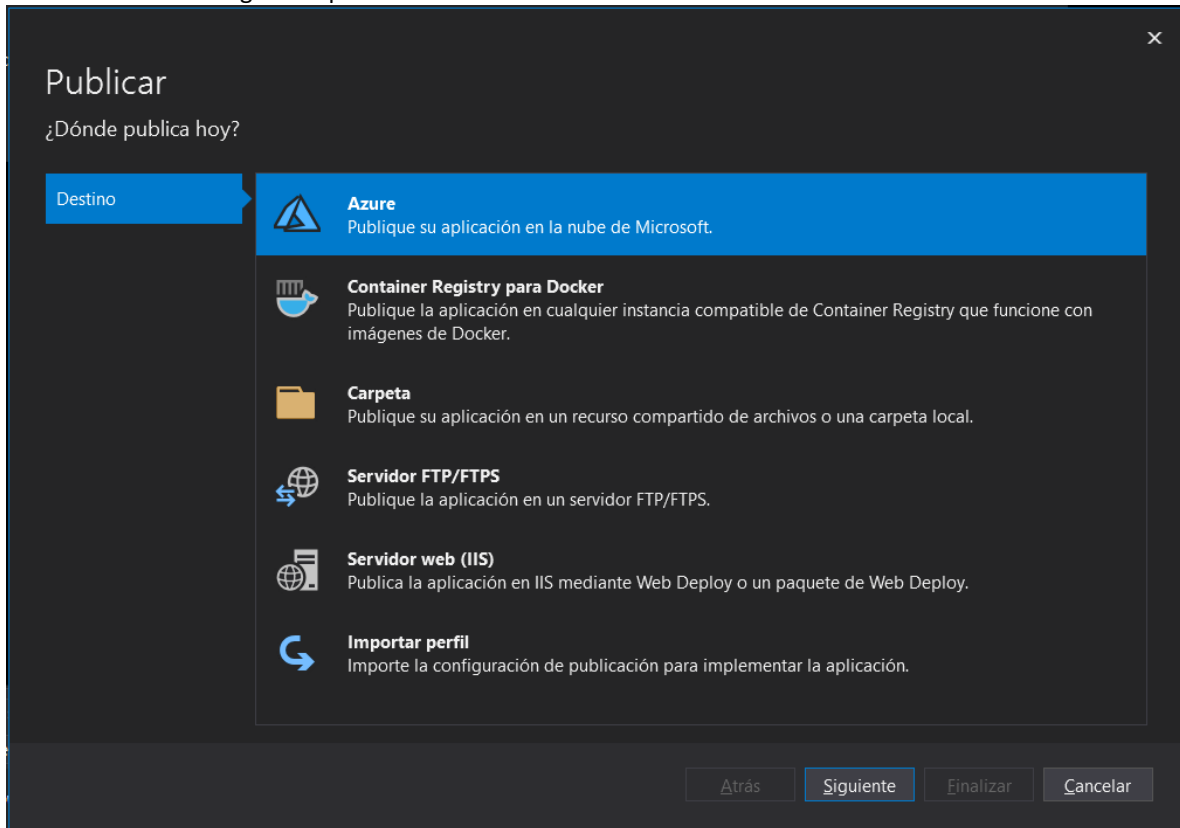 Publicar
¿Dónde publica hoy?
Destino
Azure
Publique su aplicación en la nube de Microsoft.
Container Registry para Docker
Publique la aplicación en cualquier instancia compatible de Container Registry que funcione con
imágenes de Docker.
Carpeta
Publique su aplicación en un recurso compartido de archivos o una carpeta local.
Servidor FTP/FTPS
Publique la aplicación en un servidor FTP/FTPS.
Servidor web (IIS)
Publica la aplicación en IIS mediante Web Deploy o un paquete de Web Deploy.
Importar perfil
Importe la configuración de publicación para implementar la aplicación.
Atrás Siguiente Finalizar Cancelar